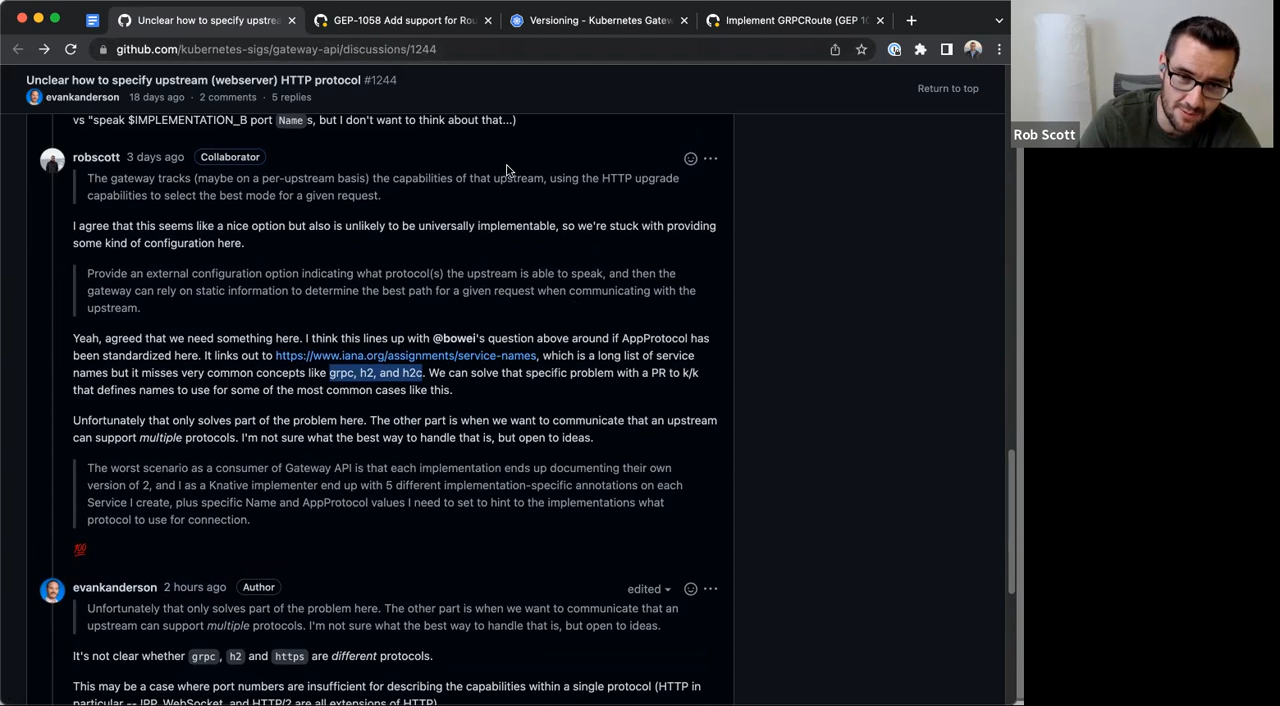 Unclear how to specify upstrea
GEP-1058 Add support for Rou
Versioning - Kubernetes Gatew
Implement GRPCRoute (GEP 10
github.com/kubernetes-sigs/gateway-api/discussions/1244
Unclear how to specify upstream (webserver) HTTP protocol #1244
evankanderson 18 days ago · 2 comments · 5 replies
Return to top
vs "speak $IMPLEMENTATION_B port Names, but I don't want to think about that...)
robscott 3 days ago Collaborator
The gateway tracks (maybe on a per-upstream basis) the capabilities of that upstream, using the HTTP upgrade
capabilities to select the best mode for a given request.
I agree that this seems like a nice option but also is unlikely to be universally implementable, so we're stuck with providing
some kind of configuration here.
Provide an external configuration option indicating what protocol(s) the upstream is able to speak, and then the
gateway can rely on static information to determine the best path for a given request when communicating with the
upstream.
Yeah, agreed that we need something here. I think this lines up with @bowei's question above around if AppProtocol has
been standardized here. It links out to https://www.iana.org/assignments/service-names, which is a long list of service
names but it misses very common concepts like grpc, h2, and h2c. We can solve that specific problem with a PR to k/k
that defines names to use for some of the most common cases like this.
Unfortunately that only solves part of the problem here. The other part is when we want to communicate that an upstream
can support multiple protocols. I'm not sure what the best way to handle that is, but open to ideas.
The worst scenario as a consumer of Gateway API is that each implementation ends up documenting their own
version of 2, and I as a Knative implementer end up with 5 different implementation-specific annotations on each
Service I create, plus specific Name and AppProtocol values I need to set to hint to the implementations what
protocol to use for connection.
💯
evankanderson 2 hours ago Author
edited
Unfortunately that only solves part of the problem here. The other part is when we want to communicate that an
upstream can support multiple protocols. I'm not sure what the best way to handle that is, but open to ideas.
It's not clear whether grpc, h2 and https are different protocols.
This may be a case where port numbers are insufficient for describing the capabilities within a single protocol (HTTP in
particular -- IPP, WebSocket, and HTTP/2 are all extensions of HTTP)
Rob Scott